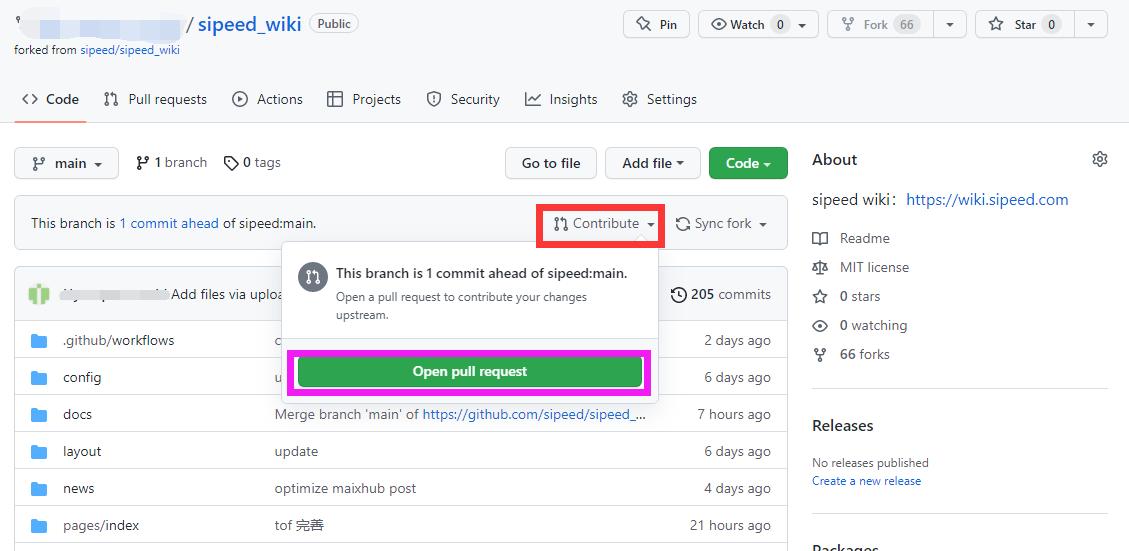 / sipeed_wiki Public Pin Watch 0 Fork 66 Star 0
forked from sipeed/sipeed_wiki
Code Pull requests Actions Projects Security Insights Settings
main 1 branch 0 tags Go to file Add file Code
About
This branch is 1 commit ahead of sipeed:main. Contribute Sync fork
sipeed wiki： https://wiki.sipeed.com
This branch is 1 commit ahead of sipeed:main.
Open a pull request to contribute your changes
upstream.
Open pull request
Add files via uploa 205 commits
.github/workflows c 2 days ago
config u 6 days ago
docs Merge branch 'main' of https://github.com/sipeed/sipeed_... 7 hours ago
layout update 6 days ago
news optimize maixhub post 4 days ago
pages/index tof 完善 21 hours ago
Readme
MIT license
0 stars
0 watching
66 forks
Releases
No releases published
Create a new release
Packages